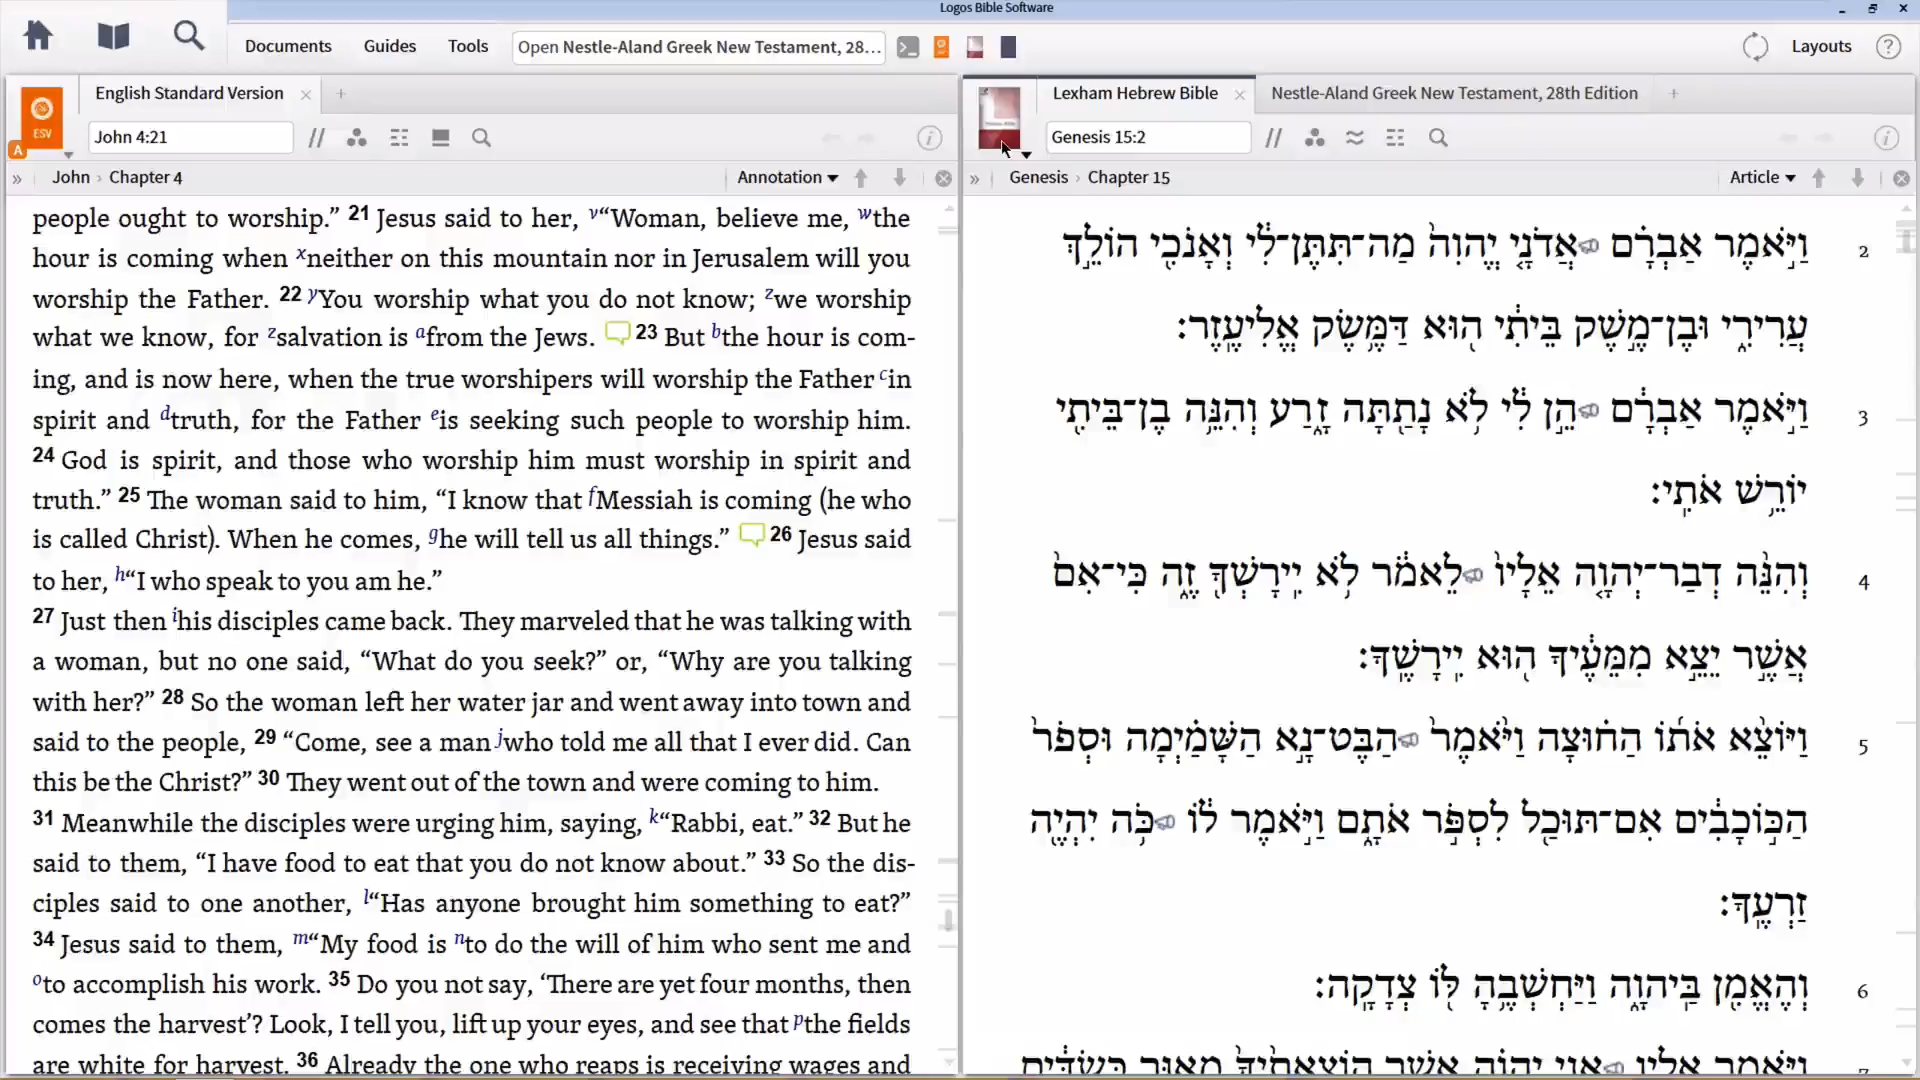 Logos Bible Software
Documents Guides Tools Open Nestle-Aland Greek New Testament, 28... Layouts
English Standard Version
ESV
A
John 4:21
John › Chapter 4 Annotation
people ought to worship.” 21 Jesus said to her, v“Woman, believe me, wthe
hour is coming when xneither on this mountain nor in Jerusalem will you
worship the Father. 22 yYou worship what you do not know; zwe worship
what we know, for zsalvation is afrom the Jews. 23 But bthe hour is com-
ing, and is now here, when the true worshipers will worship the Father cin
spirit and dtruth, for the Father eis seeking such people to worship him.
24 God is spirit, and those who worship him must worship in spirit and
truth.” 25 The woman said to him, “I know that fMessiah is coming (he who
is called Christ). When he comes, ghe will tell us all things.” 26 Jesus said
to her, h“I who speak to you am he.”
27 Just then ihis disciples came back. They marveled that he was talking with
a woman, but no one said, “What do you seek?” or, “Why are you talking
with her?” 28 So the woman left her water jar and went away into town and
said to the people, 29 “Come, see a man jwho told me all that I ever did. Can
this be the Christ?” 30 They went out of the town and were coming to him.
31 Meanwhile the disciples were urging him, saying, k“Rabbi, eat.” 32 But he
said to them, “I have food to eat that you do not know about.” 33 So the dis-
ciples said to one another, l“Has anyone brought him something to eat?”
34 Jesus said to them, m“My food is nto do the will of him who sent me and
oto accomplish his work. 35 Do you not say, ‘There are yet four months, then
comes the harvest’? Look, I tell you, lift up your eyes, and see that pthe fields
are white for harvest. 36 Already the one who reaps is receiving wages and
Lexham Hebrew Bible Nestle-Aland Greek New Testament, 28th Edition
Genesis 15:2
Genesis › Chapter 15 Article
2 וַיֹּ֣אמֶר אַבְרָ֗ם אֲדֹנָ֤י יֱהוִה֙ מַה־תִּתֶּן־לִ֔י וְאָנֹכִ֖י הוֹלֵ֣ךְ
עֲרִירִ֑י וּבֶן־מֶ֣שֶׁק בֵּיתִ֔י ה֖וּא דַּמֶּ֥שֶׂק אֱלִיעֶֽזֶר׃
3 וַיֹּ֣אמֶר אַבְרָ֔ם הֵ֣ן לִ֔י לֹ֥א נָתַ֖תָּה זָ֑רַע וְהִנֵּ֥ה בֶן־בֵּיתִ֖י
יוֹרֵ֥שׁ אֹתִֽי׃
4 וְהִנֵּ֨ה דְבַר־יְהוָ֤ה אֵלָיו֙ לֵאמֹ֔ר לֹ֥א יִֽירָשְׁךָ֖ זֶ֑ה כִּי־אִם֙
אֲשֶׁ֣ר יֵצֵ֣א מִמֵּעֶ֔יךָ ה֖וּא יִֽירָשֶֽׁךָ׃
5 וַיּוֹצֵ֨א אֹת֜וֹ הַח֗וּצָה וַיֹּ֙אמֶר֙ הַבֶּט־נָ֣א הַשָּׁמַ֗יְמָה וּסְפֹר֙
הַכּ֣וֹכָבִ֔ים אִם־תּוּכַ֖ל לִסְפֹּ֣ר אֹתָ֑ם וַיֹּ֣אמֶר ל֔וֹ כֹּ֥ה יִהְיֶ֖ה
זַרְעֶֽךָ׃
6 וְהֶאֱמִ֖ן בַּֽיהוָ֑ה וַיַּחְשְׁבֶ֥הָ לּ֖וֹ צְדָקָֽה׃